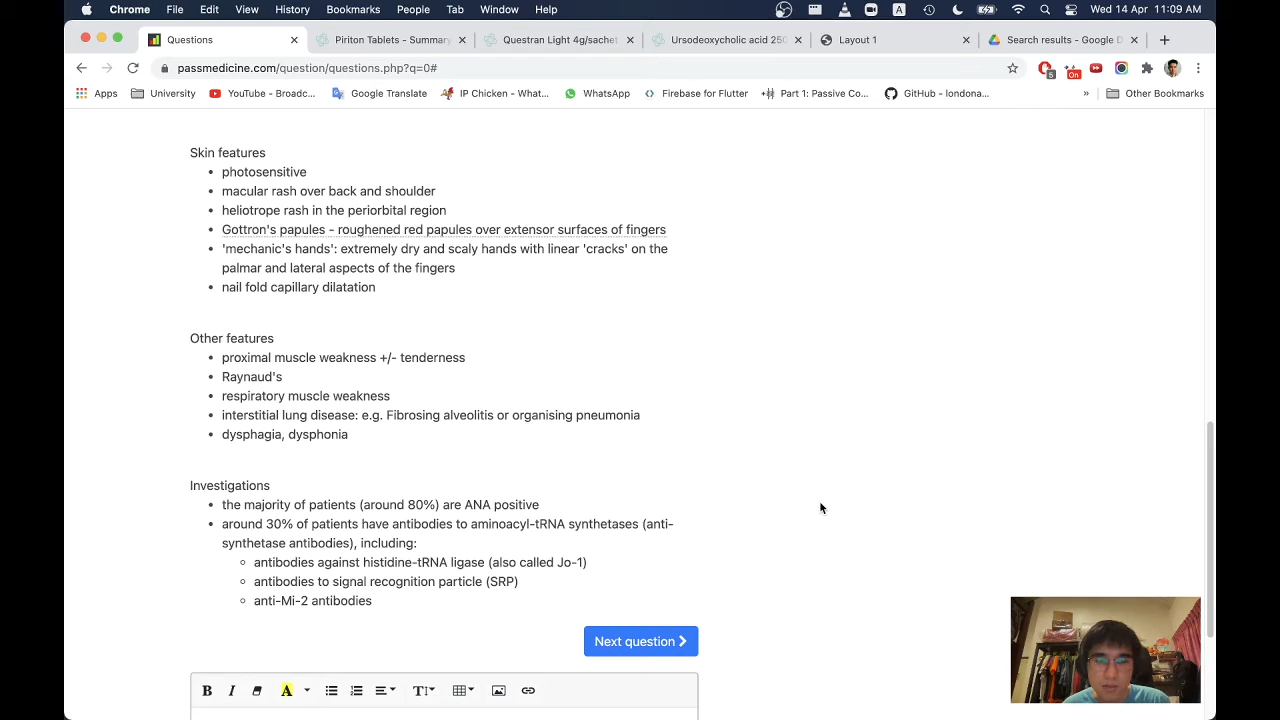 Chrome File Edit View History Bookmarks People Tab Window Help A Wed 14 Apr 11:09 AM
Questions Piriton Tablets - Summary Questran Light 4g/sachet Ursodeoxycholic acid 250 Unit 1 Search results - Google D
passmedicine.com/question/questions.php?q=0# 5 On
Apps University YouTube - Broadc... Google Translate IP Chicken - What... WhatsApp Firebase for Flutter Part 1: Passive Co... GitHub - londona... » Other Bookmarks
Skin features
• photosensitive
• macular rash over back and shoulder
• heliotrope rash in the periorbital region
• Gottron's papules - roughened red papules over extensor surfaces of fingers
• 'mechanic's hands': extremely dry and scaly hands with linear 'cracks' on the
palmar and lateral aspects of the fingers
• nail fold capillary dilatation
Other features
• proximal muscle weakness +/- tenderness
• Raynaud's
• respiratory muscle weakness
• interstitial lung disease: e.g. Fibrosing alveolitis or organising pneumonia
• dysphagia, dysphonia
Investigations
• the majority of patients (around 80%) are ANA positive
• around 30% of patients have antibodies to aminoacyl-tRNA synthetases (anti-
synthetase antibodies), including:
◦ antibodies against histidine-tRNA ligase (also called Jo-1)
◦ antibodies to signal recognition particle (SRP)
◦ anti-Mi-2 antibodies
Next question
B I A T